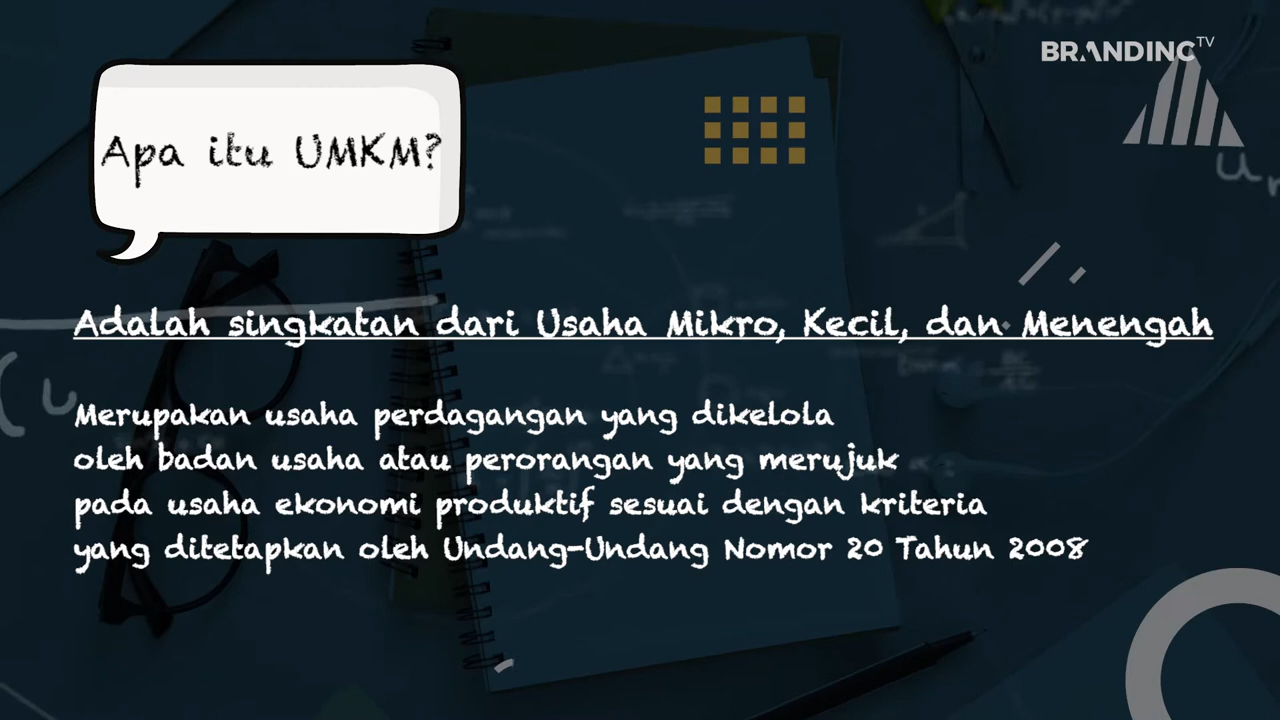 BRANDING TV
Apa itu UMKM?
Adalah singkatan dari Usaha Mikro, Kecil, dan Menengah
Merupakan usaha perdagangan yang dikelola
oleh badan usaha atau perorangan yang merujuk
pada usaha ekonomi produktif sesuai dengan kriteria
yang ditetapkan oleh Undang-Undang Nomor 20 Tahun 2008